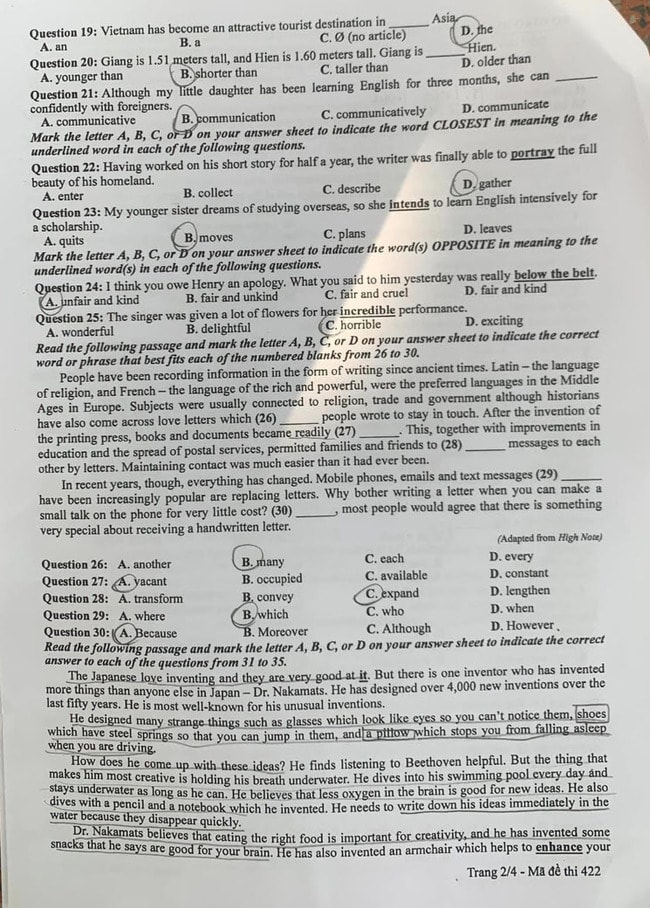 Question 19: Vietnam has become an attractive tourist destination in ______ Asia.
A. an B. a C. Ø (no article) D. the
Question 20: Giang is 1.51 meters tall, and Hien is 1.60 meters tall. Giang is ______ Hien.
A. younger than B. shorter than C. taller than D. older than
Question 21: Although my little daughter has been learning English for three months, she can ______
confidently with foreigners.
A. communicative B. communication C. communicatively D. communicate
Mark the letter A, B, C, or D on your answer sheet to indicate the word CLOSEST in meaning to the
underlined word in each of the following questions.
Question 22: Having worked on his short story for half a year, the writer was finally able to portray the full
beauty of his homeland.
A. enter B. collect C. describe D. gather
Question 23: My younger sister dreams of studying overseas, so she intends to learn English intensively for
a scholarship.
A. quits B. moves C. plans D. leaves
Mark the letter A, B, C, or D on your answer sheet to indicate the word(s) OPPOSITE in meaning to the
underlined word(s) in each of the following questions.
Question 24: I think you owe Henry an apology. What you said to him yesterday was really below the belt.
A. unfair and kind B. fair and unkind C. fair and cruel D. fair and kind
Question 25: The singer was given a lot of flowers for her incredible performance.
A. wonderful B. delightful C. horrible D. exciting
Read the following passage and mark the letter A, B, C, or D on your answer sheet to indicate the correct
word or phrase that best fits each of the numbered blanks from 26 to 30.
People have been recording information in the form of writing since ancient times. Latin – the language
of religion, and French – the language of the rich and powerful, were the preferred languages in the Middle
Ages in Europe. Subjects were usually connected to religion, trade and government although historians
have also come across love letters which (26) ______ people wrote to stay in touch. After the invention of
the printing press, books and documents became readily (27) ______. This, together with improvements in
education and the spread of postal services, permitted families and friends to (28) ______ messages to each
other by letters. Maintaining contact was much easier than it had ever been.
In recent years, though, everything has changed. Mobile phones, emails and text messages (29) ______
have been increasingly popular are replacing letters. Why bother writing a letter when you can make a
small talk on the phone for very little cost? (30) ______, most people would agree that there is something
very special about receiving a handwritten letter.
(Adapted from High Note)
Question 26: A. another B. many C. each D. every
Question 27: A. vacant B. occupied C. available D. constant
Question 28: A. transform B. convey C. expand D. lengthen
Question 29: A. where B. which C. who D. when
Question 30: A. Because B. Moreover C. Although D. However
Read the following passage and mark the letter A, B, C, or D on your answer sheet to indicate the correct
answer to each of the questions from 31 to 35.
The Japanese love inventing and they are very good at it. But there is one inventor who has invented
more things than anyone else in Japan – Dr. Nakamats. He has designed over 4,000 new inventions over the
last fifty years. He is most well-known for his unusual inventions.
He designed many strange things such as glasses which look like eyes so you can't notice them, shoes
which have steel springs so that you can jump in them, and a pillow which stops you from falling asleep
when you are driving.
How does he come up with these ideas? He finds listening to Beethoven helpful. But the thing that
makes him most creative is holding his breath underwater. He dives into his swimming pool every day and
stays underwater as long as he can. He believes that less oxygen in the brain is good for new ideas. He also
dives with a pencil and a notebook which he invented. He needs to write down his ideas immediately in the
water because they disappear quickly.
Dr. Nakamats believes that eating the right food is important for creativity, and he has invented some
snacks that he says are good for your brain. He has also invented an armchair which helps to enhance your
Trang 2/4 - Mã đề thi 422